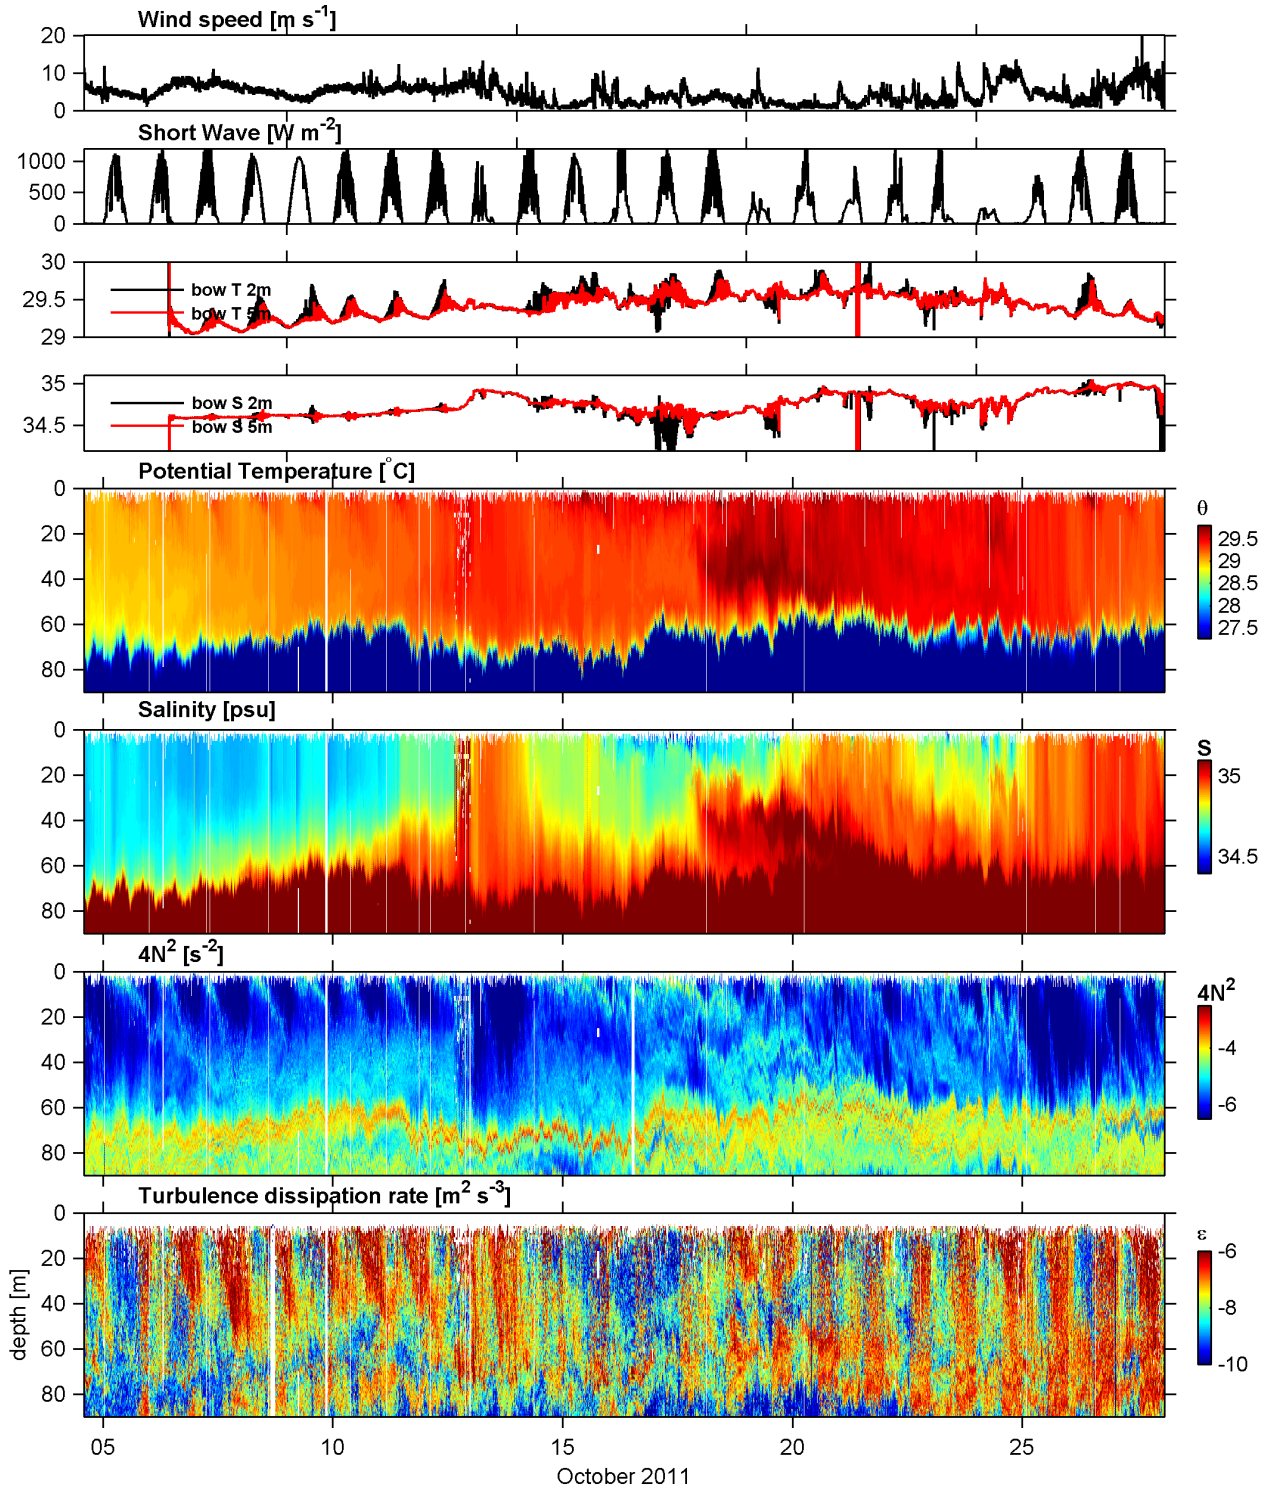 Wind speed [m s-1]
20
10
0
Short Wave [W m-2]
1000
500
0
30
29.5
29
bow T 2m
bow T 5m
35
34.5
bow S 2m
bow S 5m
Potential Temperature [°C]
0
20
40
60
80
θ
29.5
29
28.5
28
27.5
Salinity [psu]
0
20
40
60
80
S
35
34.5
4N2 [s-2]
0
20
40
60
80
4N2
-4
-6
Turbulence dissipation rate [m2 s-3]
0
20
40
60
80
depth [m]
ε
-6
-8
-10
05 10 15 20 25
October 2011